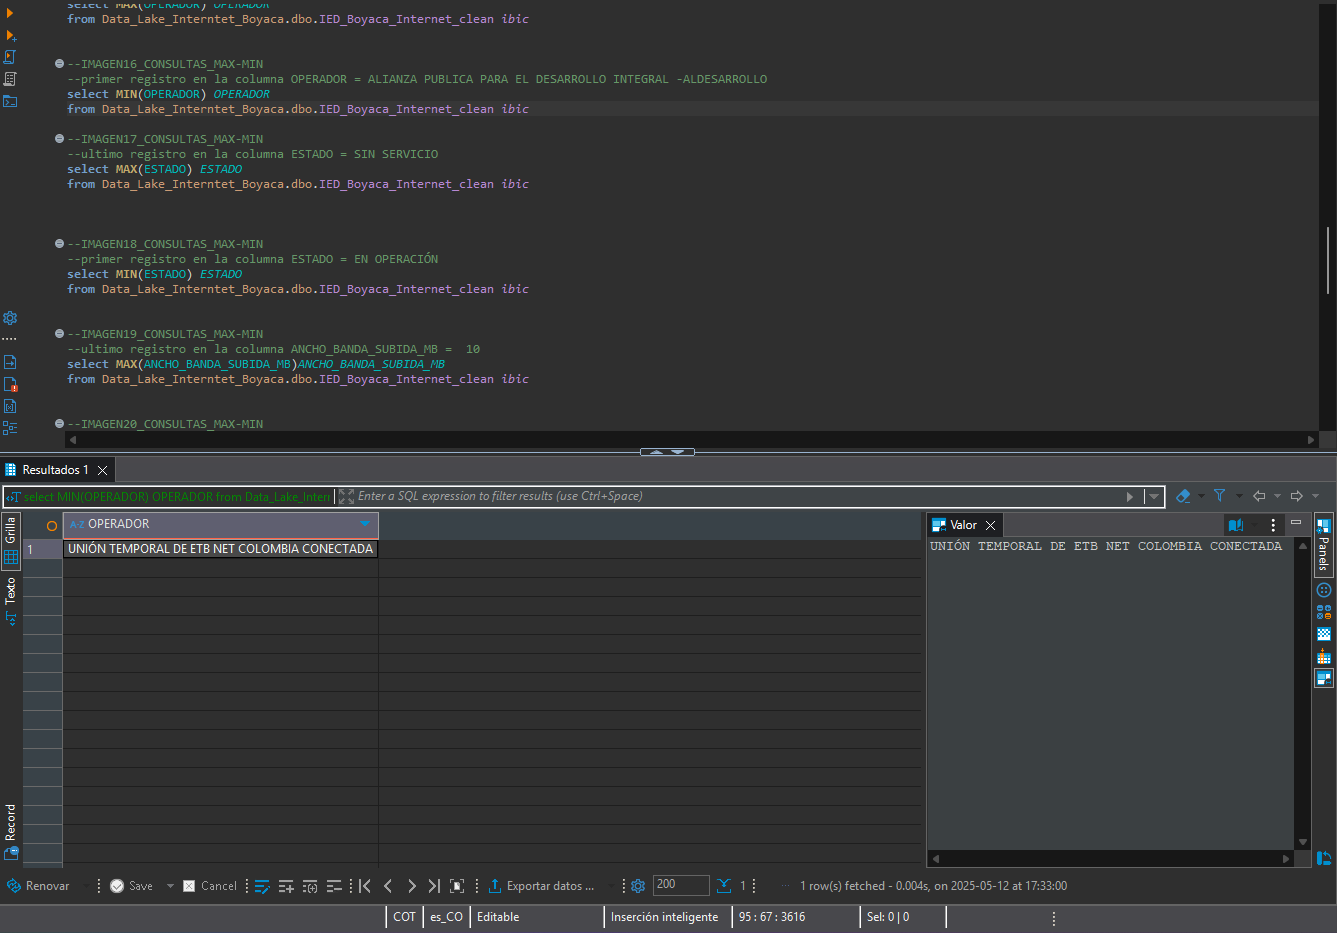 select MAX(OPERADOR) OPERADOR
from Data_Lake_Interntet_Boyaca.dbo.IED_Boyaca_Internet_clean ibic
--IMAGEN16_CONSULTAS_MAX-MIN
--primer registro en la columna OPERADOR = ALIANZA PUBLICA PARA EL DESARROLLO INTEGRAL -ALDESARROLLO
select MIN(OPERADOR) OPERADOR
from Data_Lake_Interntet_Boyaca.dbo.IED_Boyaca_Internet_clean ibic
--IMAGEN17_CONSULTAS_MAX-MIN
--ultimo registro en la columna ESTADO = SIN SERVICIO
select MAX(ESTADO) ESTADO
from Data_Lake_Interntet_Boyaca.dbo.IED_Boyaca_Internet_clean ibic
--IMAGEN18_CONSULTAS_MAX-MIN
--primer registro en la columna ESTADO = EN OPERACIÓN
select MIN(ESTADO) ESTADO
from Data_Lake_Interntet_Boyaca.dbo.IED_Boyaca_Internet_clean ibic
--IMAGEN19_CONSULTAS_MAX-MIN
--ultimo registro en la columna ANCHO_BANDA_SUBIDA_MB =  10
select MAX(ANCHO_BANDA_SUBIDA_MB)ANCHO_BANDA_SUBIDA_MB
from Data_Lake_Interntet_Boyaca.dbo.IED_Boyaca_Internet_clean ibic
--IMAGEN20_CONSULTAS_MAX-MIN
Resultados 1
select MIN(OPERADOR) OPERADOR from Data_Lake_Intern
Enter a SQL expression to filter results (use Ctrl+Space)
Grilla
Texto
Record
A-Z OPERADOR
1 UNIÓN TEMPORAL DE ETB NET COLOMBIA CONECTADA
Valor
UNIÓN TEMPORAL DE ETB NET COLOMBIA CONECTADA
Panels
Renovar Save Cancel Exportar datos ... 200 1 1 row(s) fetched - 0.004s, on 2025-05-12 at 17:33:00
COT es_CO Editable Inserción inteligente 95 : 67 : 3616 Sel: 0 | 0